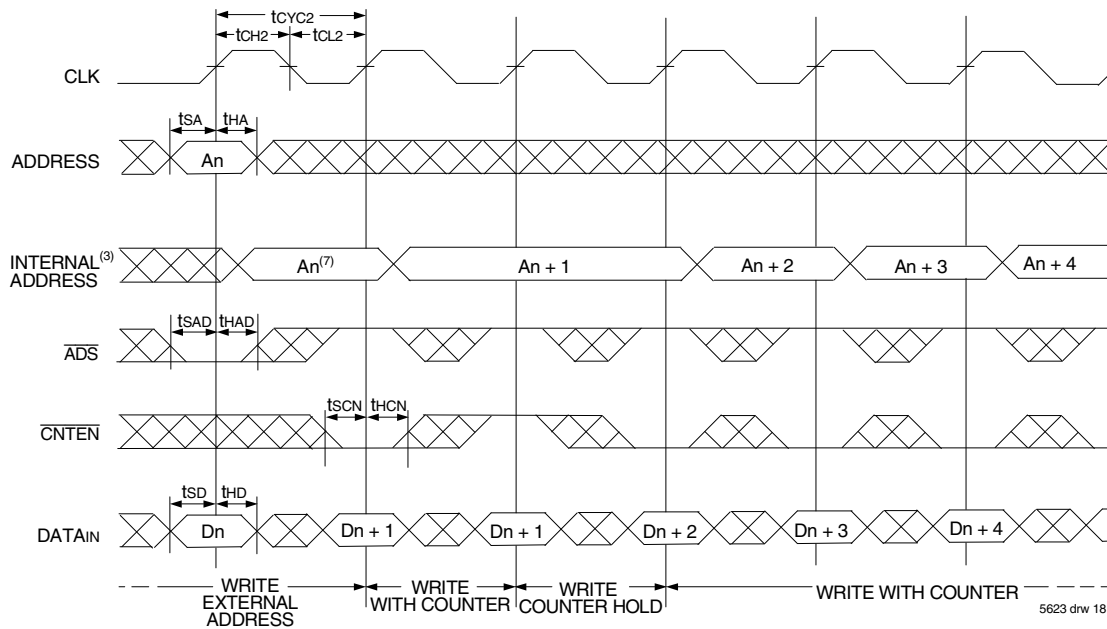 tCYC2
tCH2 tCL2
CLK
tSA tHA
ADDRESS An
INTERNAL(3)
ADDRESS
An(7) An + 1 An + 2 An + 3 An + 4
tSAD tHAD
ADS
tSCN tHCN
CNTEN
tSD tHD
DATAIN Dn Dn + 1 Dn + 1 Dn + 2 Dn + 3 Dn + 4
WRITE
EXTERNAL
ADDRESS
WRITE
WITH COUNTER
WRITE
COUNTER HOLD
WRITE WITH COUNTER
5623 drw 18